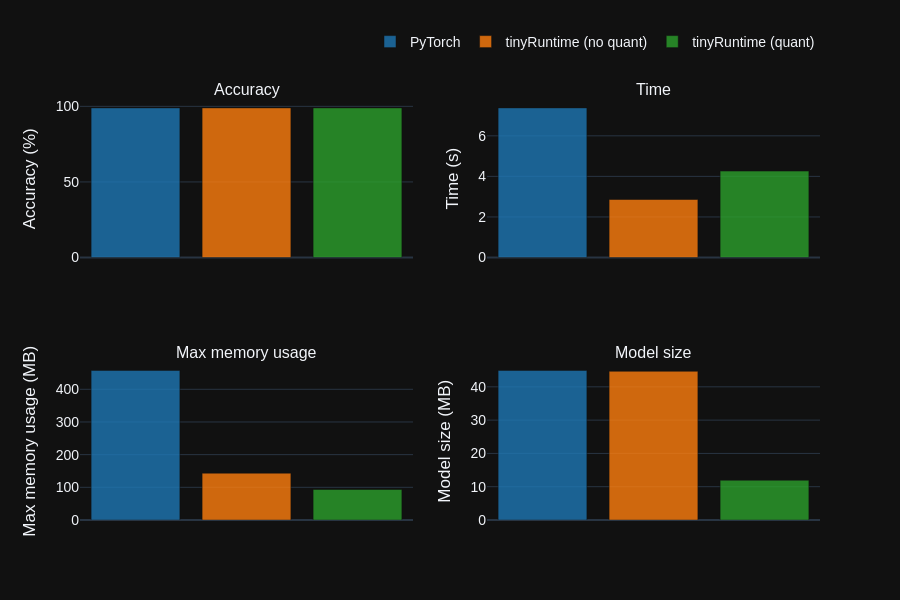 PyTorch tinyRuntime (no quant) tinyRuntime (quant)
Accuracy
Accuracy (%)
100
50
0
Time
Time (s)
6
4
2
0
Max memory usage
Max memory usage (MB)
400
300
200
100
0
Model size
Model size (MB)
40
30
20
10
0